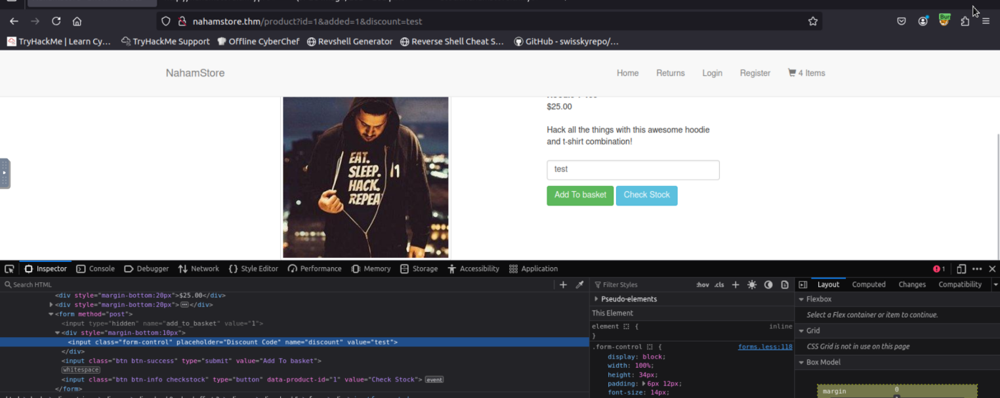 nahamstore.thm/product?id=1&added=1&discount=test
TryHackMe | Learn Cy… TryHackMe Support Offline CyberChef Revshell Generator Reverse Shell Cheat S… GitHub - swisskyrepo/…
NahamStore Home Returns Login Register 4 Items
$25.00
Hack all the things with this awesome hoodie
and t-shirt combination!
EAT.
SLEEP.
HACK.
REPEA
test
Add To basket Check Stock
Inspector Console Debugger Network Style Editor Performance Memory Storage Accessibility Application 1
Search HTML
<div style="margin-bottom:20px">$25.00</div>
<div style="margin-bottom:20px"></div>
<form method="post">
<input type="hidden" name="add_to_basket" value="1">
<div style="margin-bottom:10px">
<input class="form-control" placeholder="Discount Code" name="discount" value="test">
</div>
<input class="btn btn-success" type="submit" value="Add To basket">
whitespace
<input class="btn btn-info checkstock" type="button" data-product-id="1" value="Check Stock"> event
</form>
Filter Styles :hov .cls
Pseudo-elements
This Element
element { inline
}
.form-control { forms.less:118
display: block;
width: 100%;
height: 34px;
padding: 6px 12px;
font-size: 14px;
Layout Computed Changes Compatibility
Flexbox
Select a Flex container or item to continue.
Grid
CSS Grid is not in use on this page
Box Model
margin 0